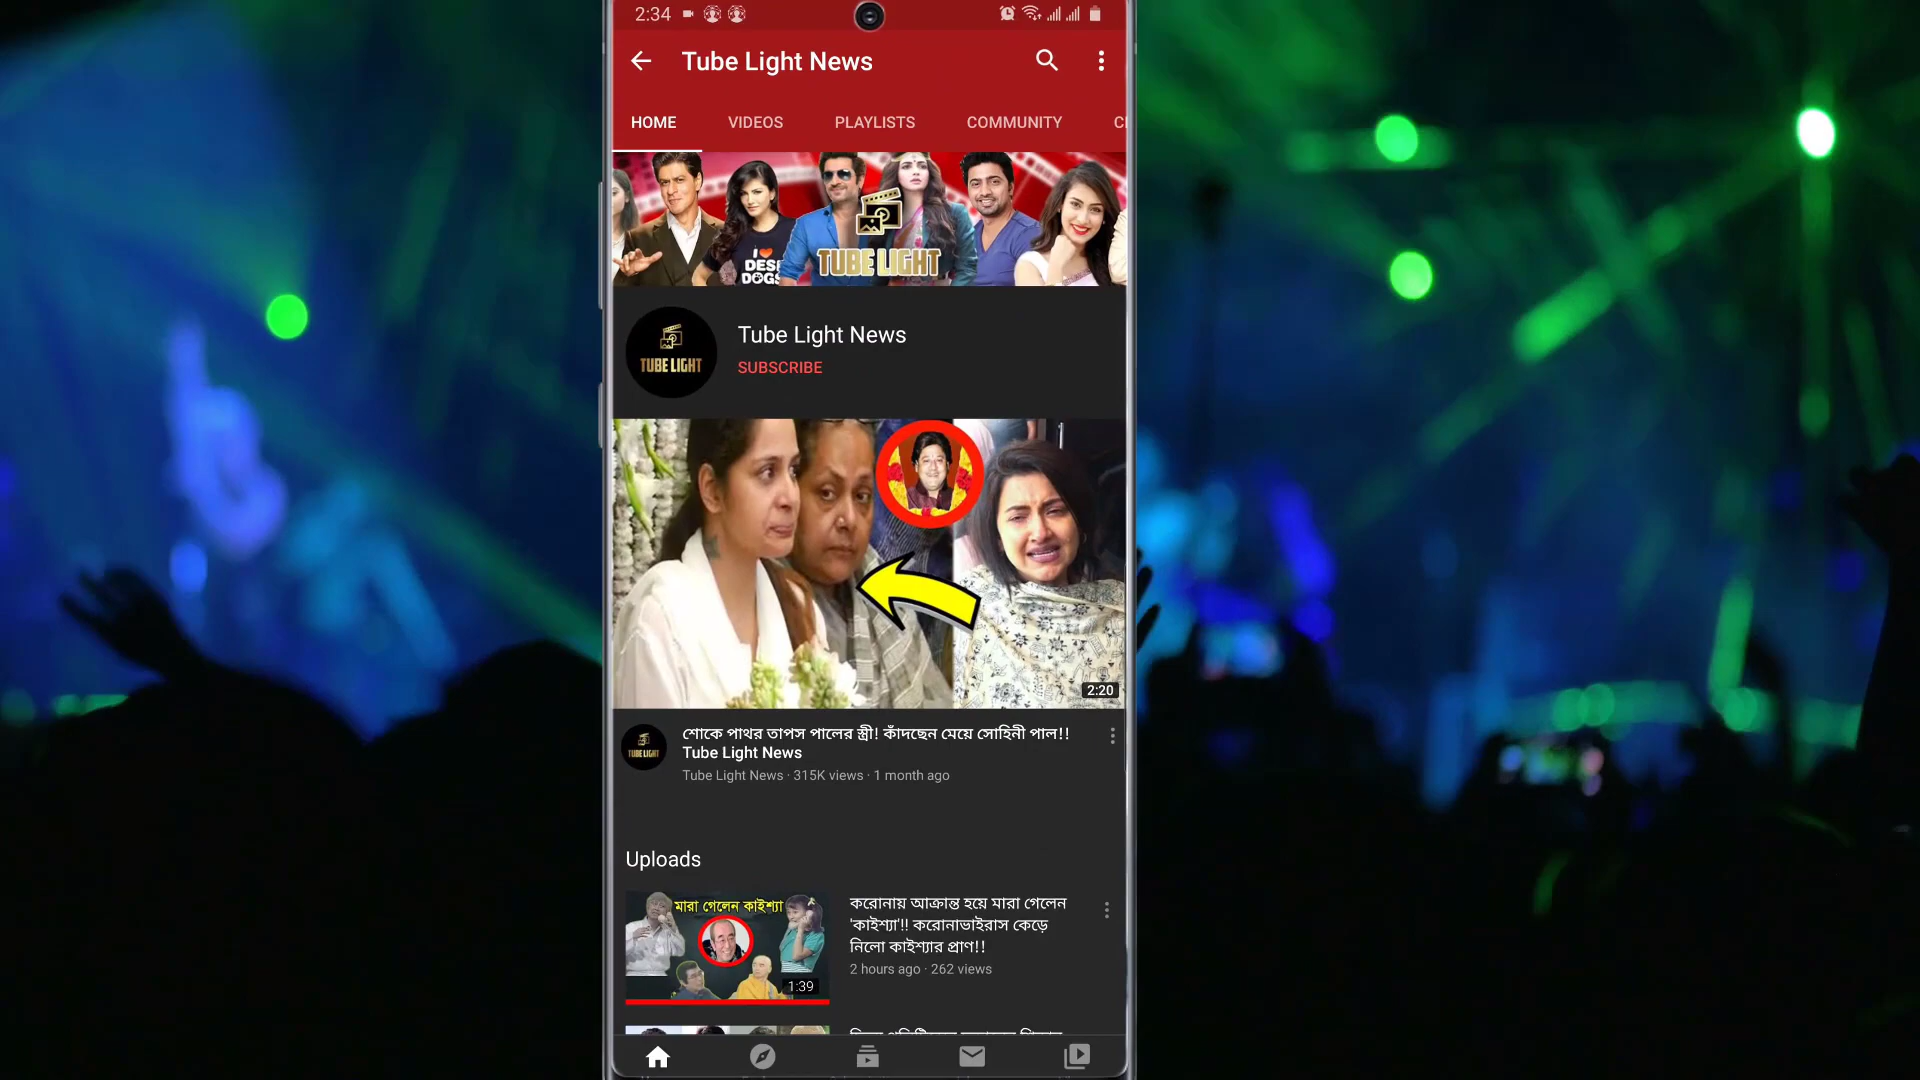 2:34
Tube Light News
HOME VIDEOS PLAYLISTS COMMUNITY
I
DESI
DOGS
TUBE LIGHT
TUBE LIGHT
Tube Light News
SUBSCRIBE
2:20
TUBE LIGHT
শোকে পাথর তাপস পালের স্ত্রী! কাঁদছেন মেয়ে সোহিনী পাল!!
Tube Light News
Tube Light News · 315K views · 1 month ago
Uploads
মারা গেলেন কাইশ্যা
1:39
করোনায় আক্রান্ত হয়ে মারা গেলেন
'কাইশ্যা'!! করোনাভাইরাস কেড়ে
নিলো কাইশ্যার প্রাণ!!
2 hours ago · 262 views